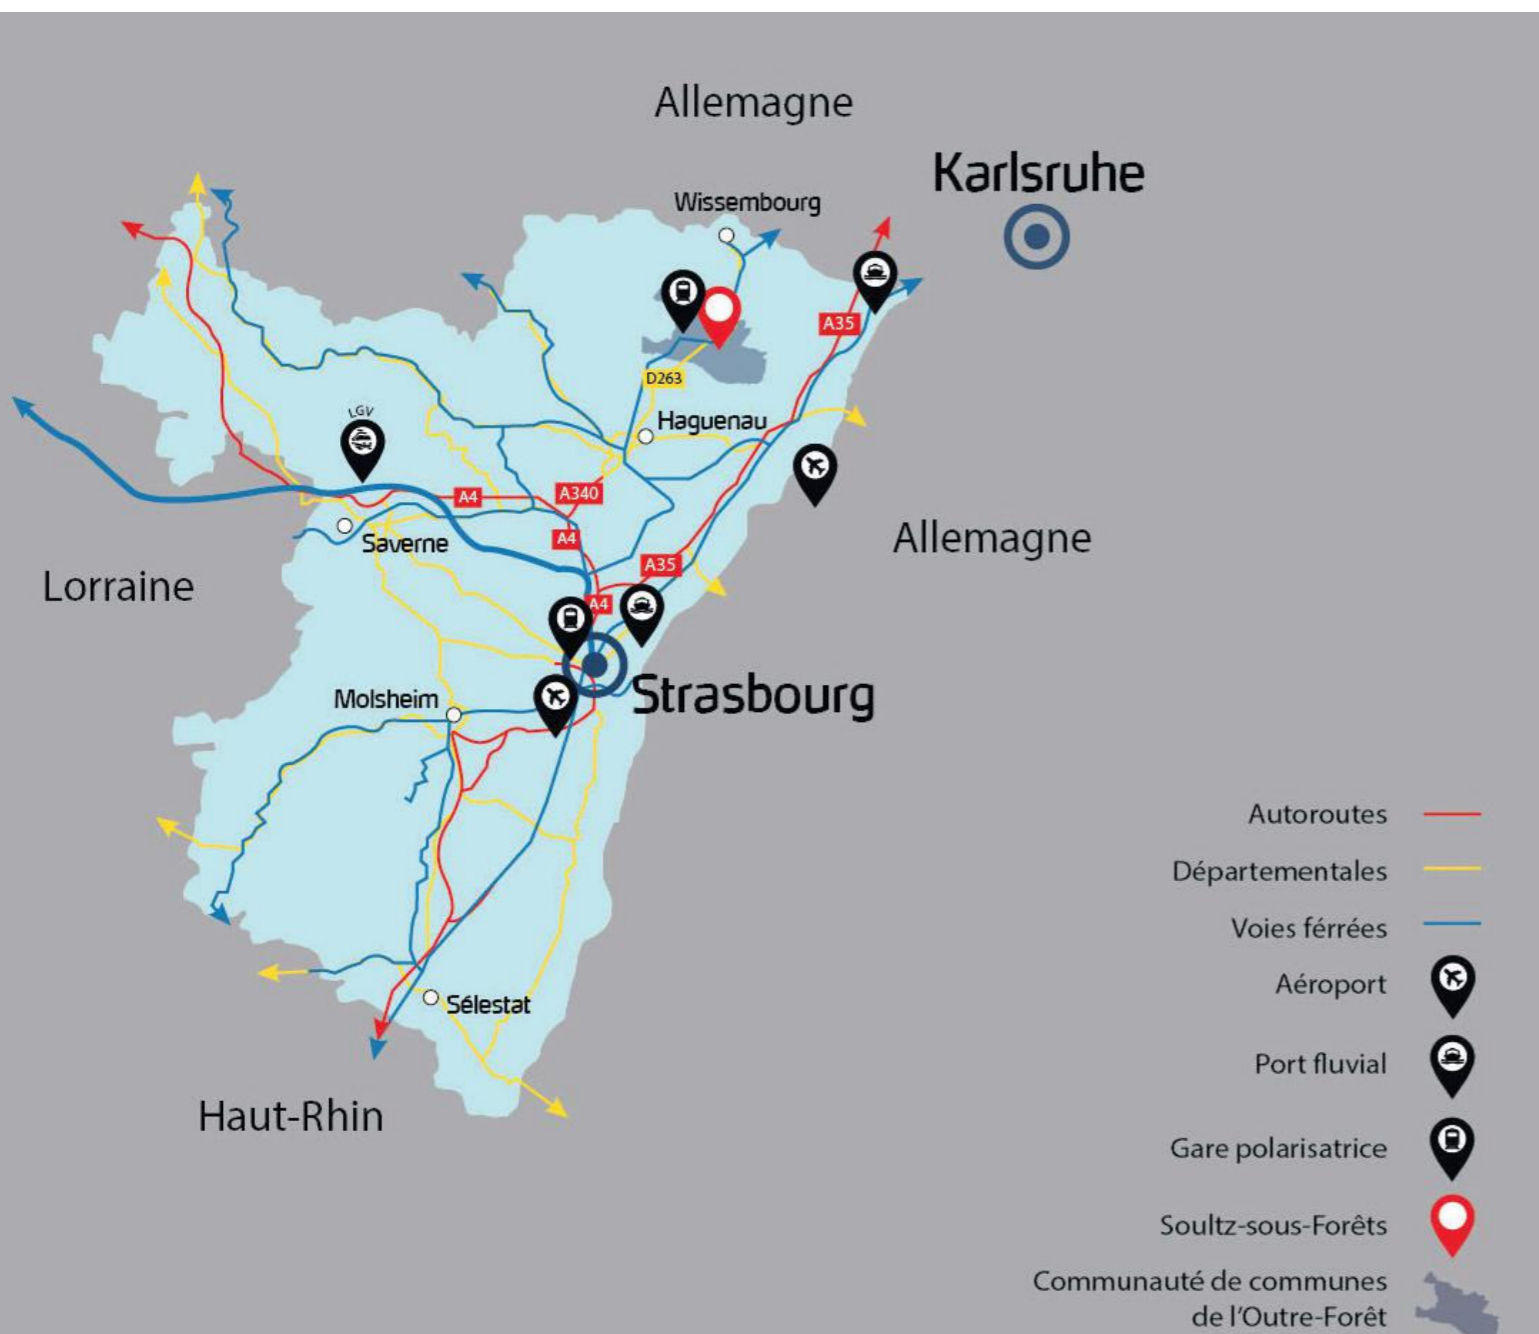 Allemagne
Karlsruhe
Wissembourg
A35
D263
LGV
Haguenau
A4
A340
A4
Allemagne
Saverne
A35
Lorraine
A4
Strasbourg
Molsheim
Sélestat
Haut-Rhin
Autoroutes
Départementales
Voies férrées
Aéroport
Port fluvial
Gare polarisatrice
Soultz-sous-Forêts
Communauté de communes
de l'Outre-Forêt